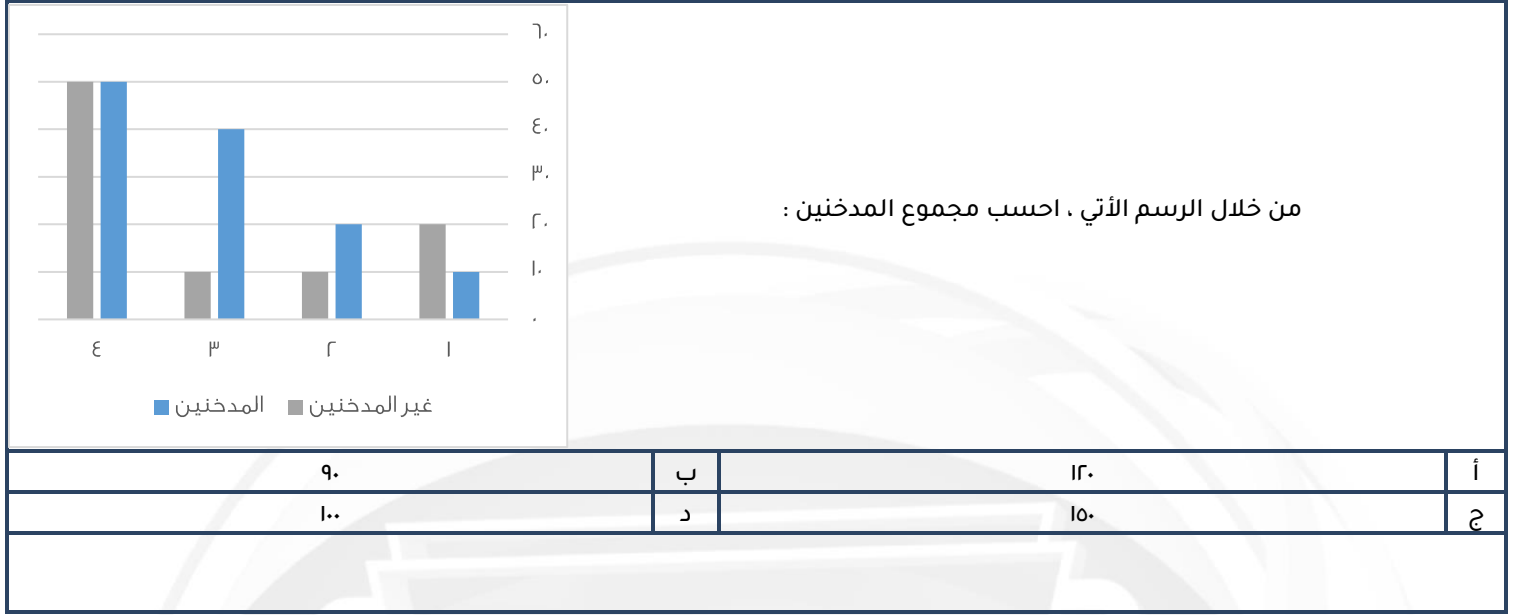 ٦٠
٥٠
٤٠
٣٠
٢٠
١٠
٠
١ ٢ ٣ ٤
المدخنين غير المدخنين
من خلال الرسم الأتي ، احسب مجموع المدخنين :
أ ١٢٠ ب ٩٠
ج ١٥٠ د ١٠٠